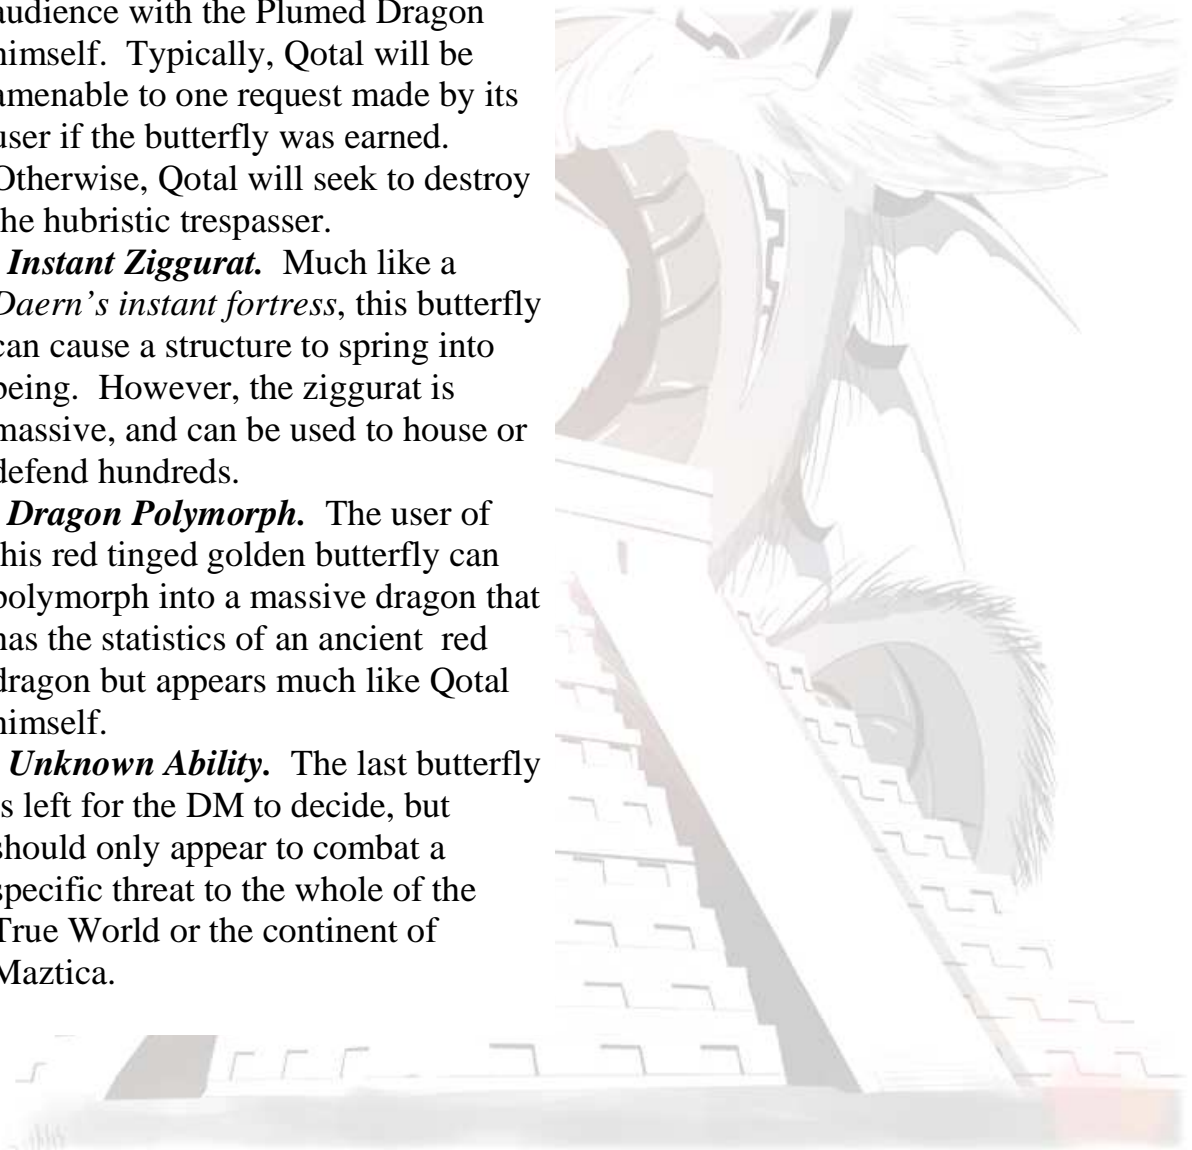 audience with the Plumed Dragon
himself. Typically, Qotal will be
amenable to one request made by its
user if the butterfly was earned.
Otherwise, Qotal will seek to destroy
the hubristic trespasser.
Instant Ziggurat. Much like a
Daern’s instant fortress, this butterfly
can cause a structure to spring into
being. However, the ziggurat is
massive, and can be used to house or
defend hundreds.
Dragon Polymorph. The user of
this red tinged golden butterfly can
polymorph into a massive dragon that
has the statistics of an ancient red
dragon but appears much like Qotal
himself.
Unknown Ability. The last butterfly
is left for the DM to decide, but
should only appear to combat a
specific threat to the whole of the
True World or the continent of
Maztica.